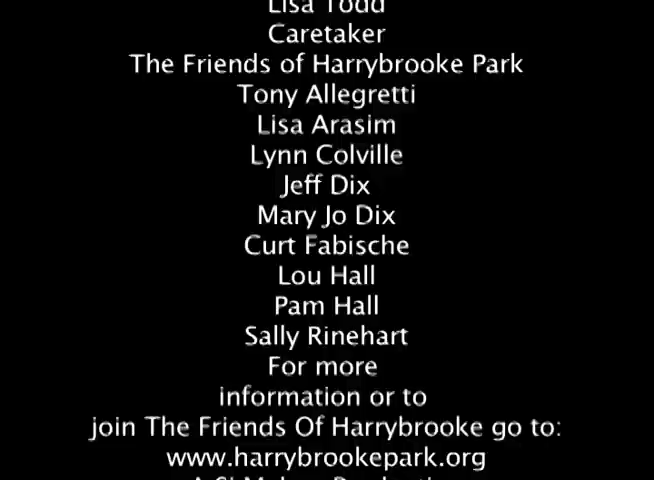 Lisa Todd
Caretaker
The Friends of Harrybrooke Park
Tony Allegretti
Lisa Arasim
Lynn Colville
Jeff Dix
Mary Jo Dix
Curt Fabische
Lou Hall
Pam Hall
Sally Rinehart
For more
information or to
join The Friends Of Harrybrooke go to:
www.harrybrookepark.org